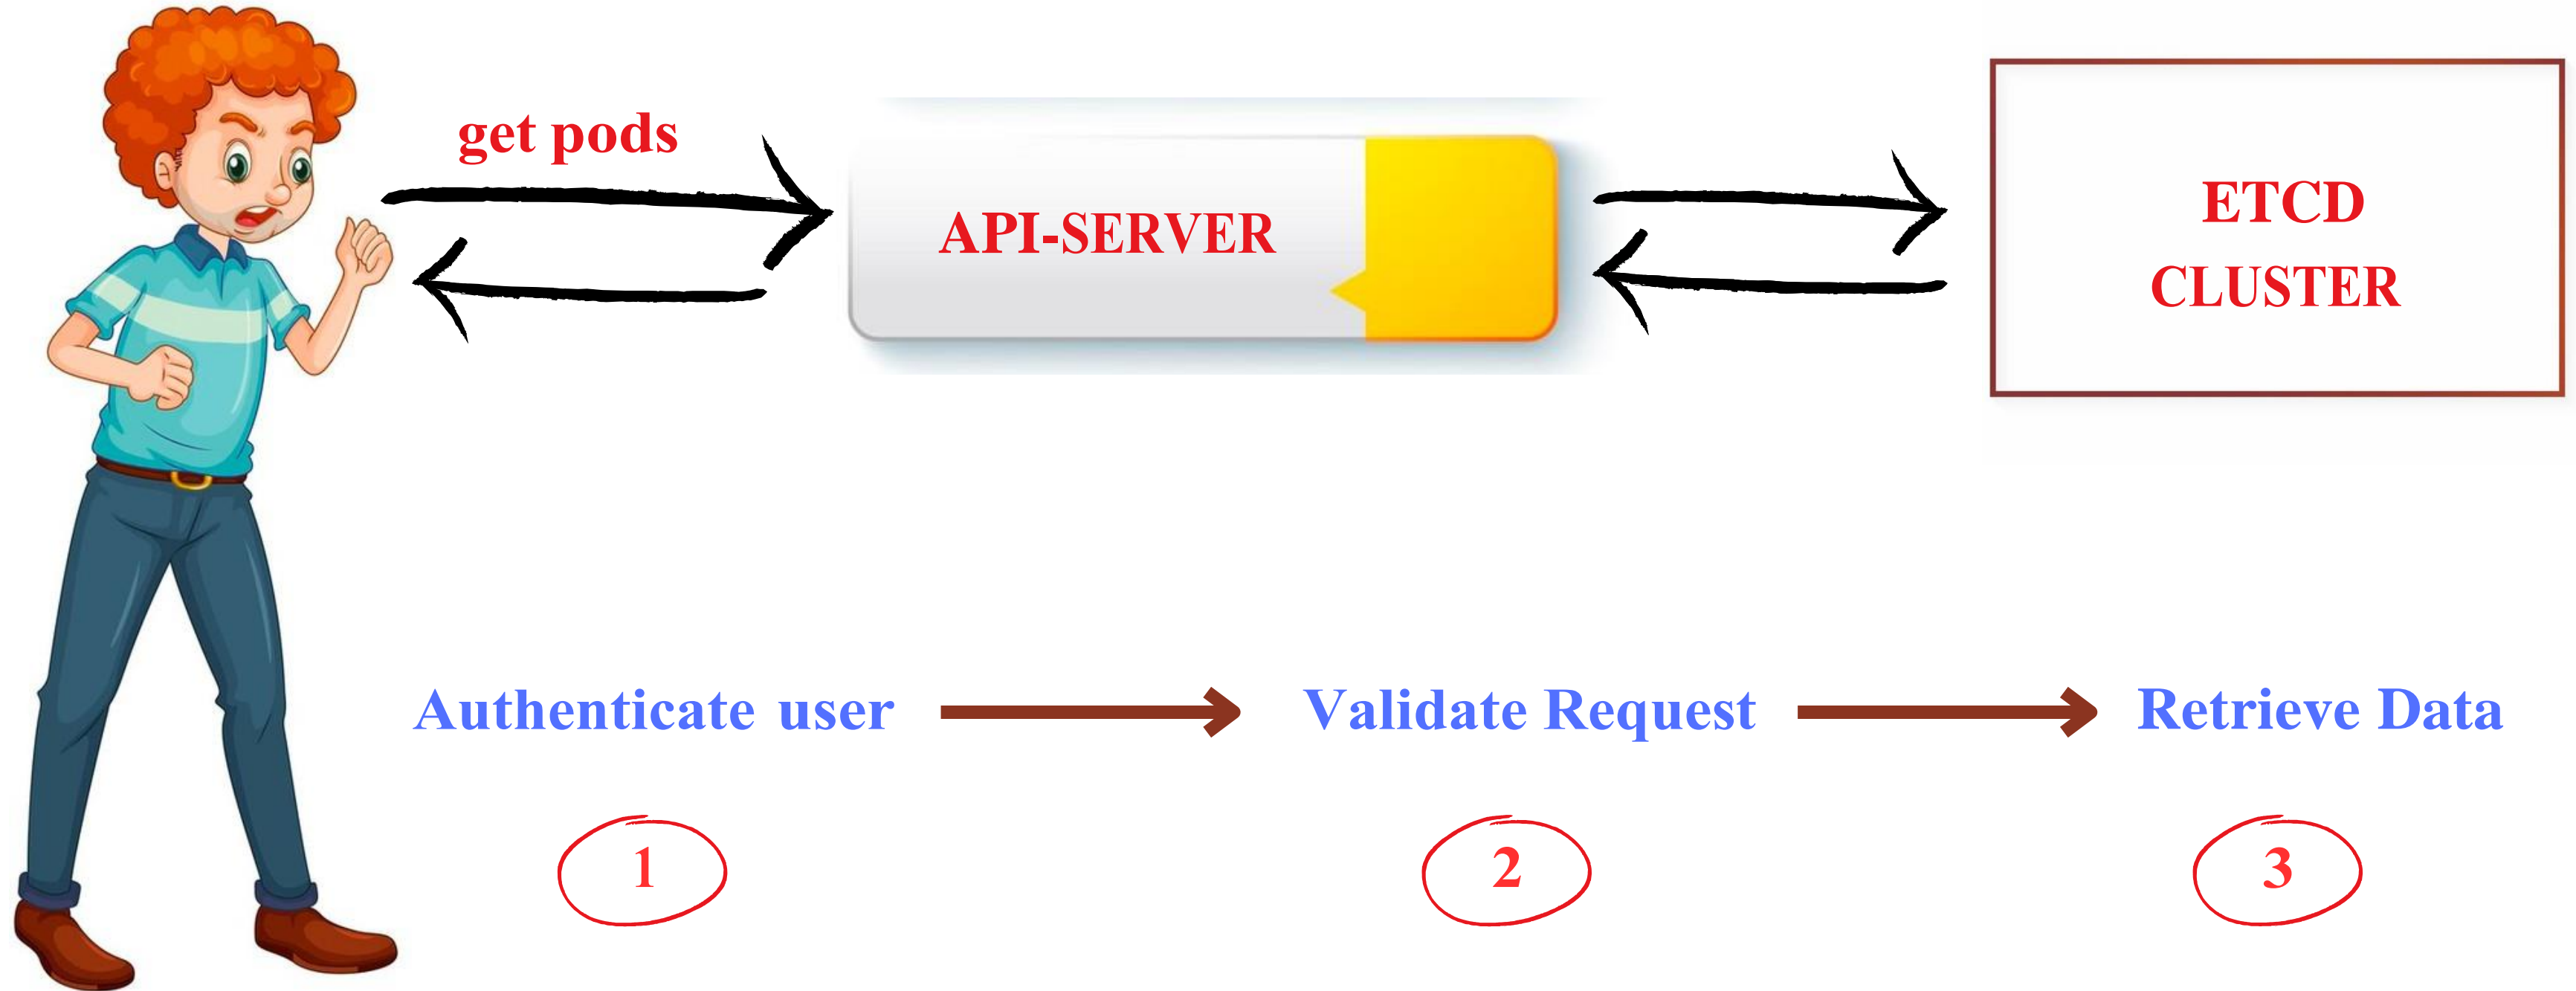 get pods
API-SERVER
ETCD
CLUSTER
Authenticate user
Validate Request
Retrieve Data
1
2
3